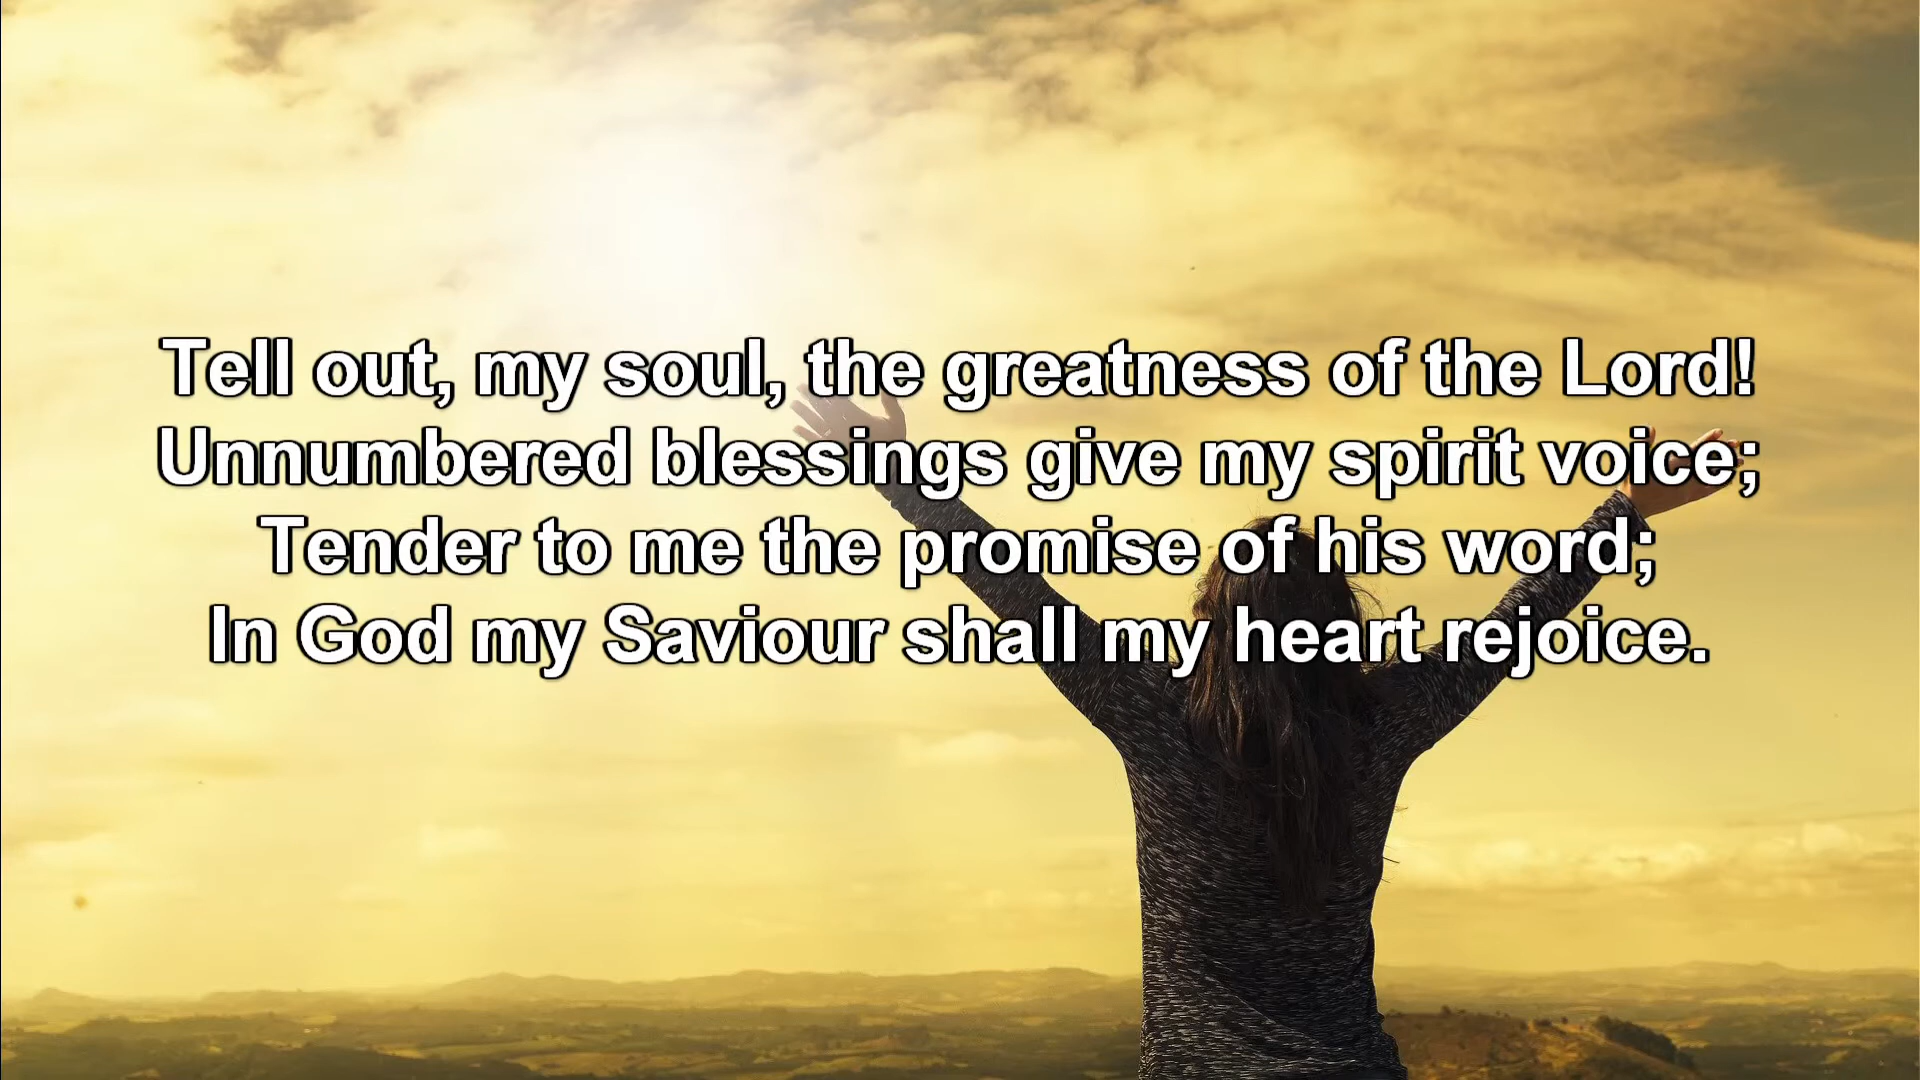 Tell out, my soul, the greatness of the Lord!
Unnumbered blessings give my spirit voice;
Tender to me the promise of his word;
In God my Saviour shall my heart rejoice.